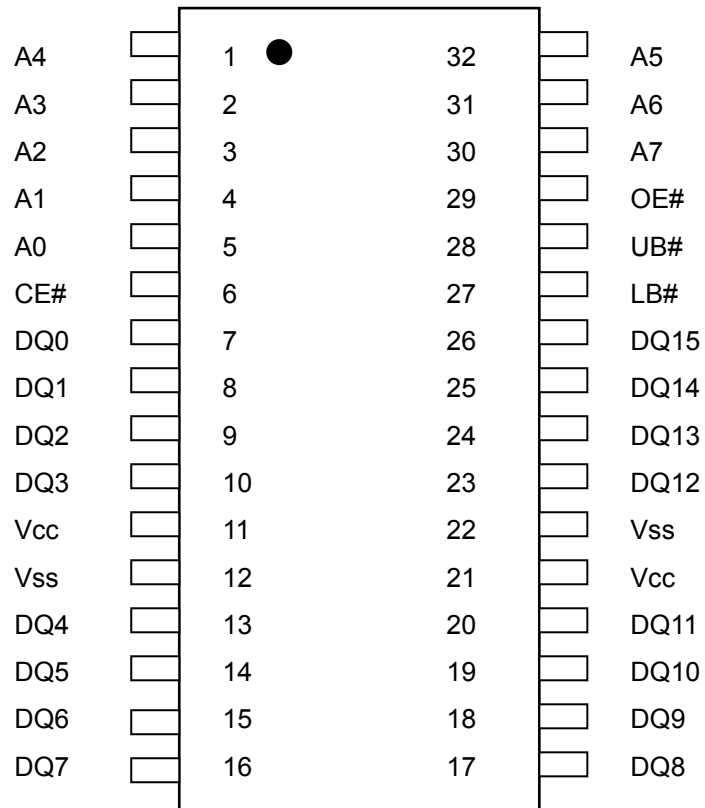 A4 1 32 A5
A3 2 31 A6
A2 3 30 A7
A1 4 29 OE#
A0 5 28 UB#
CE# 6 27 LB#
DQ0 7 26 DQ15
DQ1 8 25 DQ14
DQ2 9 24 DQ13
DQ3 10 23 DQ12
Vcc 11 22 Vss
Vss 12 21 Vcc
DQ4 13 20 DQ11
DQ5 14 19 DQ10
DQ6 15 18 DQ9
DQ7 16 17 DQ8